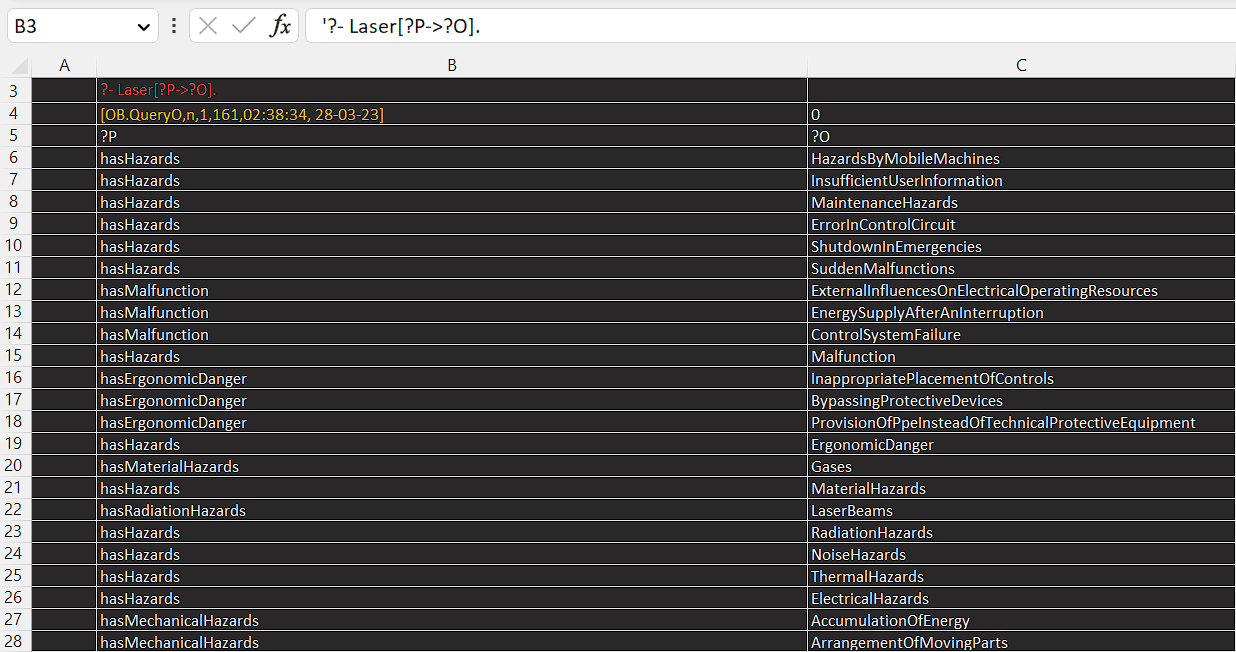 B3 fx '?- Laser[?P->?O].
A B C
3 ?- Laser[?P->?O].
4 [OB.QueryO,n,1,161,02:38:34, 28-03-23] 0
5 ?P ?O
6 hasHazards HazardsByMobileMachines
7 hasHazards InsufficientUserInformation
8 hasHazards MaintenanceHazards
9 hasHazards ErrorInControlCircuit
10 hasHazards ShutdownInEmergencies
11 hasHazards SuddenMalfunctions
12 hasMalfunction ExternalInfluencesOnElectricalOperatingResources
13 hasMalfunction EnergySupplyAfterAnInterruption
14 hasMalfunction ControlSystemFailure
15 hasHazards Malfunction
16 hasErgonomicDanger InappropriatePlacementOfControls
17 hasErgonomicDanger BypassingProtectiveDevices
18 hasErgonomicDanger ProvisionOfPpeInsteadOfTechnicalProtectiveEquipment
19 hasHazards ErgonomicDanger
20 hasMaterialHazards Gases
21 hasHazards MaterialHazards
22 hasRadiationHazards LaserBeams
23 hasHazards RadiationHazards
24 hasHazards NoiseHazards
25 hasHazards ThermalHazards
26 hasHazards ElectricalHazards
27 hasMechanicalHazards AccumulationOfEnergy
28 hasMechanicalHazards ArrangementOfMovingParts